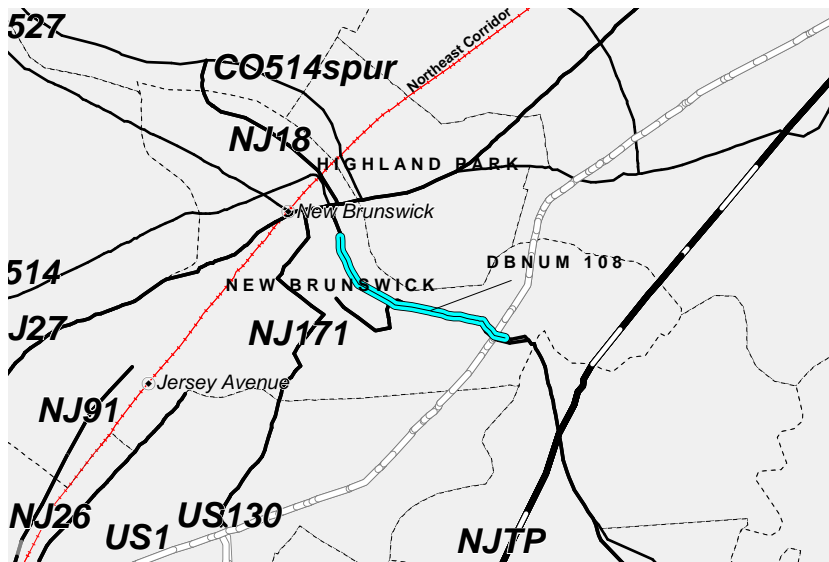 527
CO514spur
Northeast Corridor
NJ18
HIGHLAND PARK
New Brunswick
514
NEW BRUNSWICK
DBNUM 108
J27
NJ171
Jersey Avenue
NJ91
NJ26
US1
US130
NJTP